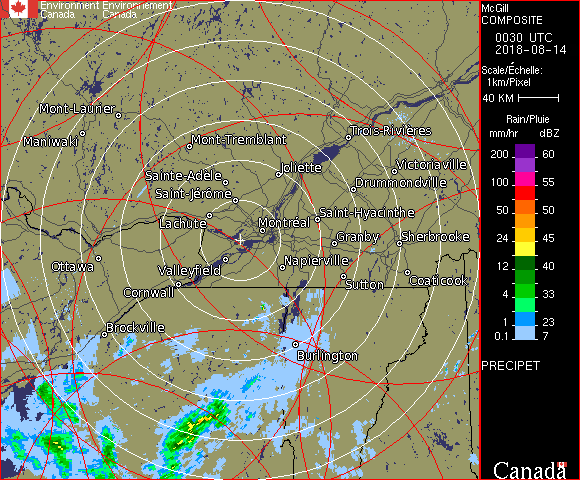 Environment Environnement
Canada Canada
McGill
COMPOSITE
0030 UTC
2018-08-14
Scale/Échelle:
1km/Pixel
40 KM
Rain/Pluie
mm/hr dBZ
200 60
100 55
50 50
24 45
12 40
4 33
1 23
0.1 7
PRECIPET
Canada
Mont-Laurier
Maniwaki
Mont-Tremblant
Trois-Rivières
Joliette
Victoriaville
Sainte-Adèle
Drummondville
Saint-Jérôme
Saint-Hyacinthe
Lachute
Montréal
Granby
Sherbrooke
Ottawa
Valleyfield
Napierville
Cornwall
Sutton
Coaticook
Brockville
Burlington